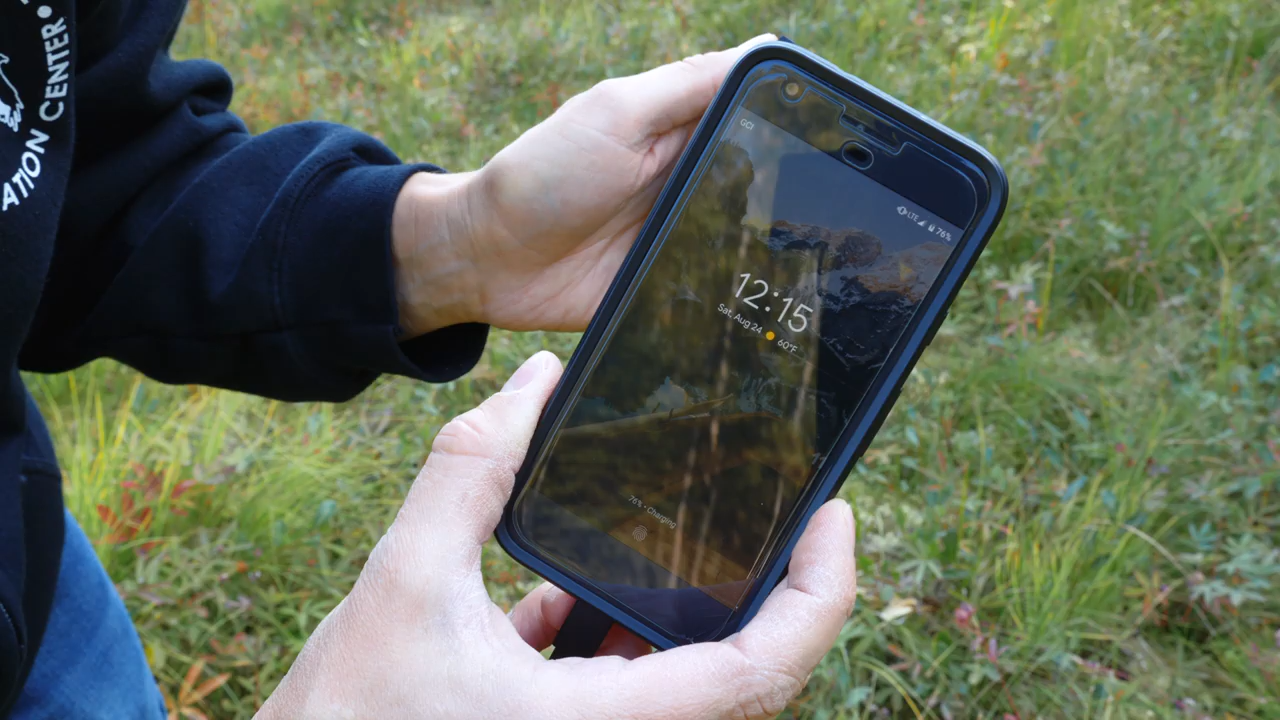 ATION CENTER•
GCI
LTE 76%
12:15
Sat, Aug 24 60°F
76% • Charging